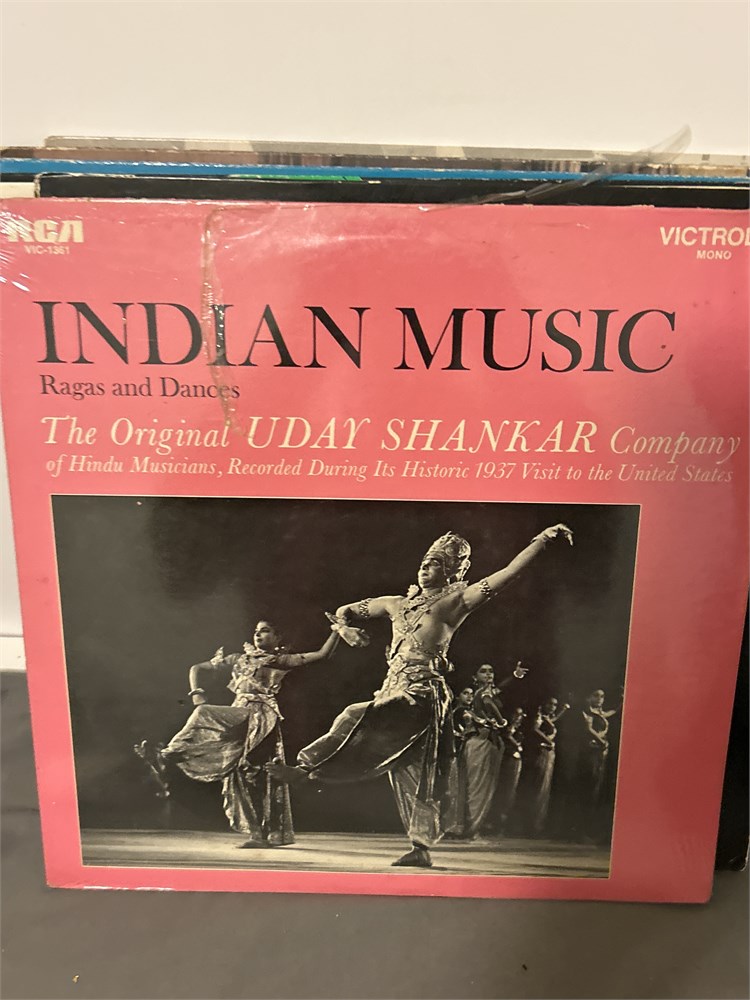 RCA
VIC-1361
VICTROL
MONO
INDIAN MUSIC
Ragas and Dances
The Original UDAY SHANKAR Company
of Hindu Musicians, Recorded During Its Historic 1937 Visit to the United States